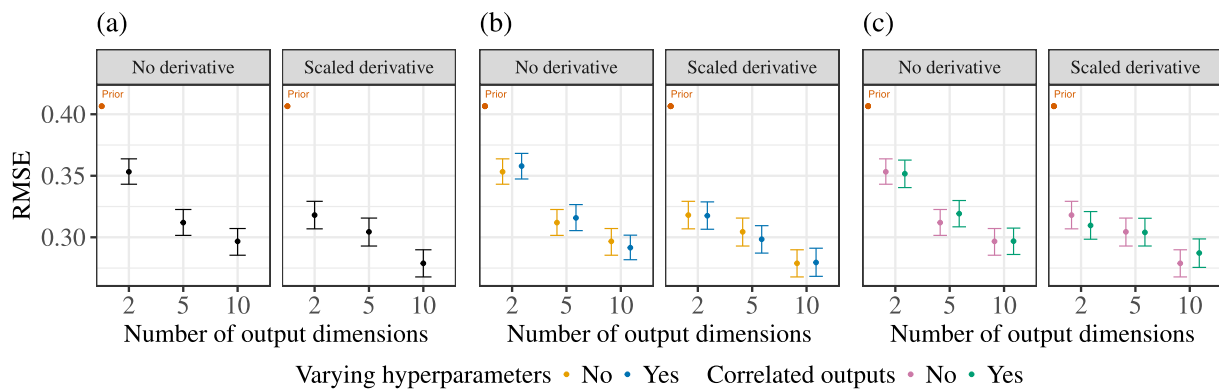 (a) (b) (c)
No derivative Scaled derivative No derivative Scaled derivative No derivative Scaled derivative
Prior Prior Prior Prior Prior Prior
0.40
0.35
0.30
RMSE
2 5 10 2 5 10 2 5 10 2 5 10 2 5 10 2 5 10
Number of output dimensions Number of output dimensions Number of output dimensions
Varying hyperparameters No Yes Correlated outputs No Yes